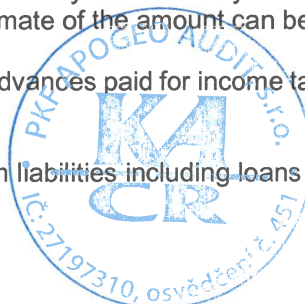 mate of the amount can be
dvances paid for income ta
liabilities including loans
PKF APOGEO AUDIT, s.r.o.
KA
ČR
IČ: 27197310, osvědčení č. 451